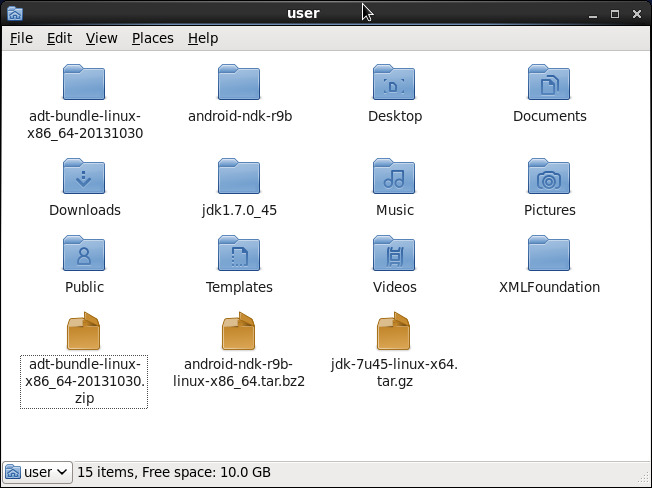 user
File Edit View Places Help
adt-bundle-linux-
x86_64-20131030
android-ndk-r9b
Desktop
Documents
Downloads
jdk1.7.0_45
Music
Pictures
Public
Templates
Videos
XMLFoundation
adt-bundle-linux-
x86_64-20131030.
zip
android-ndk-r9b-
linux-x86_64.tar.bz2
jdk-7u45-linux-x64.
tar.gz
user 15 items, Free space: 10.0 GB